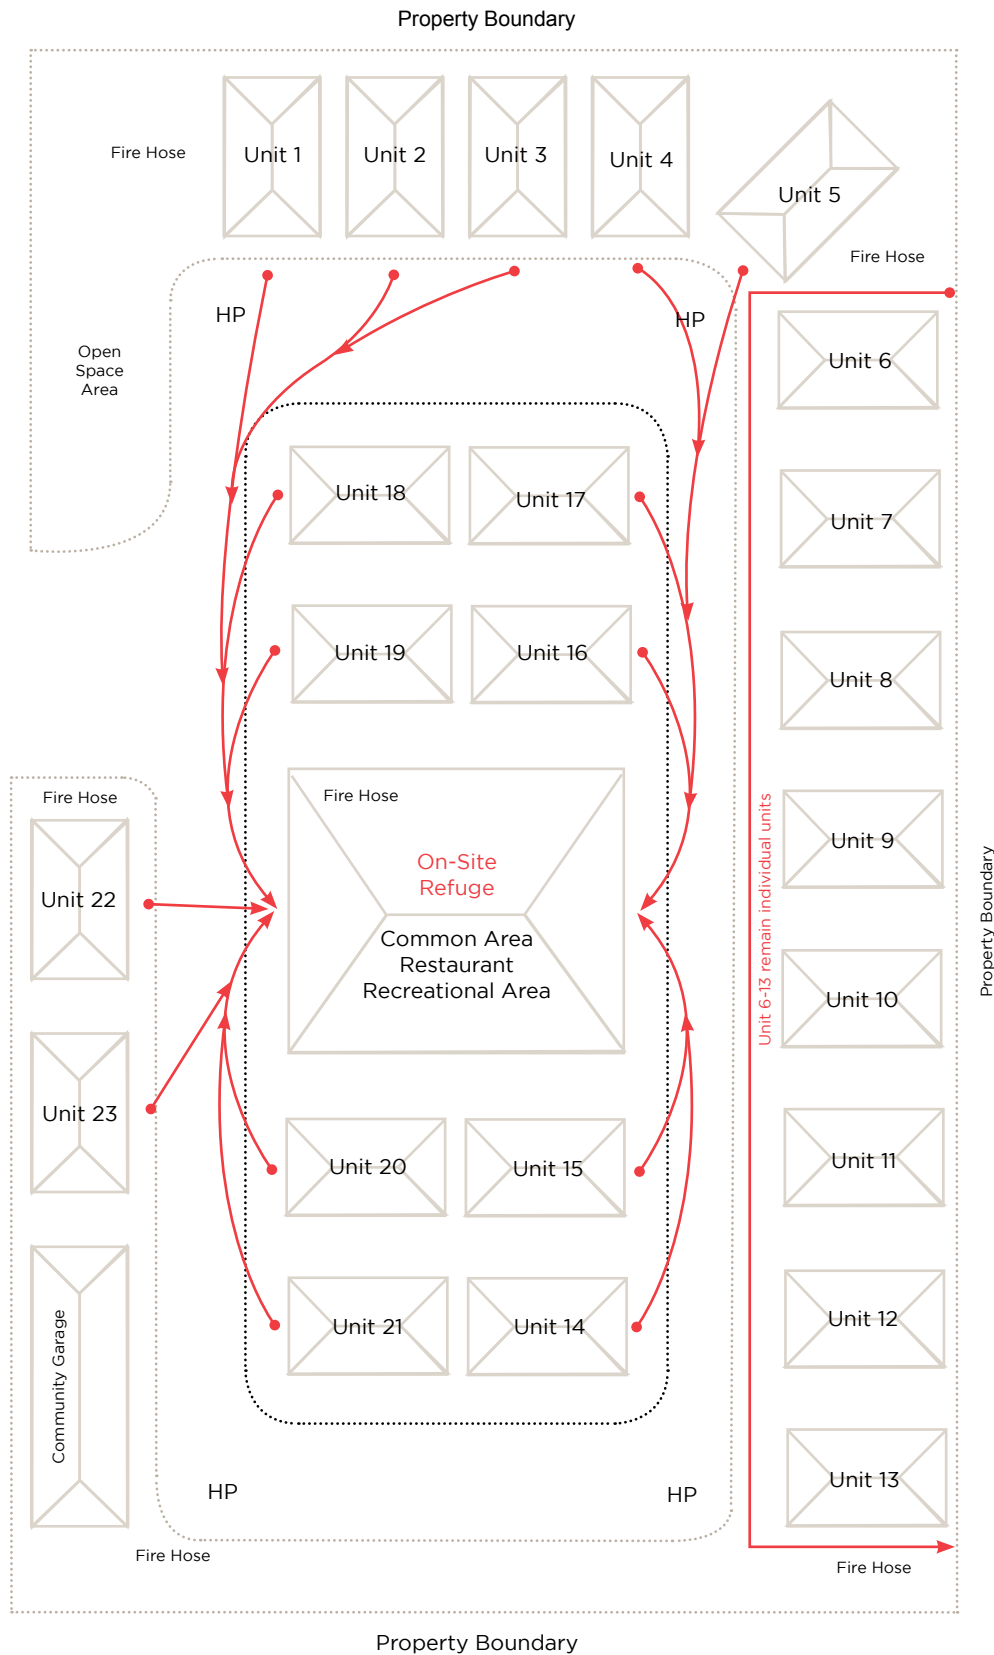 Property Boundary
Fire Hose
Unit 1
Unit 2
Unit 3
Unit 4
Unit 5
Fire Hose
HP
HP
Open
Space
Area
Unit 6
Unit 18
Unit 17
Unit 7
Unit 19
Unit 16
Unit 8
Fire Hose
Fire Hose
Unit 9
On-Site
Refuge
Unit 22
Common Area
Restaurant
Recreational Area
Unit 6-13 remain individual units
Property Boundary
Unit 10
Unit 23
Unit 20
Unit 15
Unit 11
Unit 21
Unit 14
Unit 12
Community Garage
Unit 13
HP
HP
Fire Hose
Fire Hose
Property Boundary